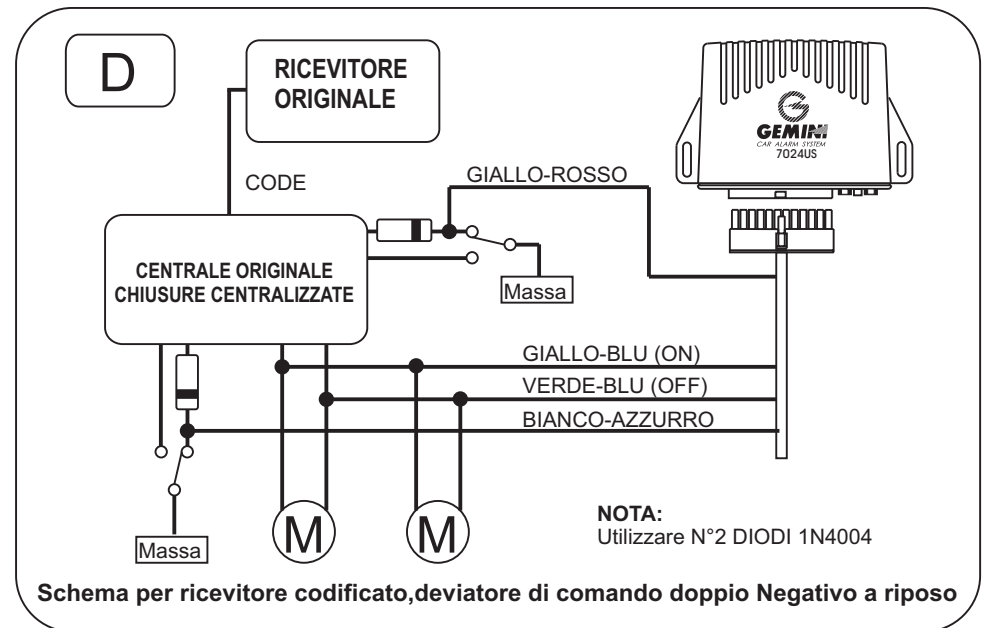 D
RICEVITORE
ORIGINALE
GEMINI
CAR ALARM SYSTEM
7024US
GIALLO-ROSSO
CODE
CENTRALE ORIGINALE
CHIUSURE CENTRALIZZATE
Massa
GIALLO-BLU (ON)
VERDE-BLU (OFF)
BIANCO-AZZURRO
M
M
Massa
NOTA:
Utilizzare N°2 DIODI 1N4004
Schema per ricevitore codificato,deviatore di comando doppio Negativo a riposo